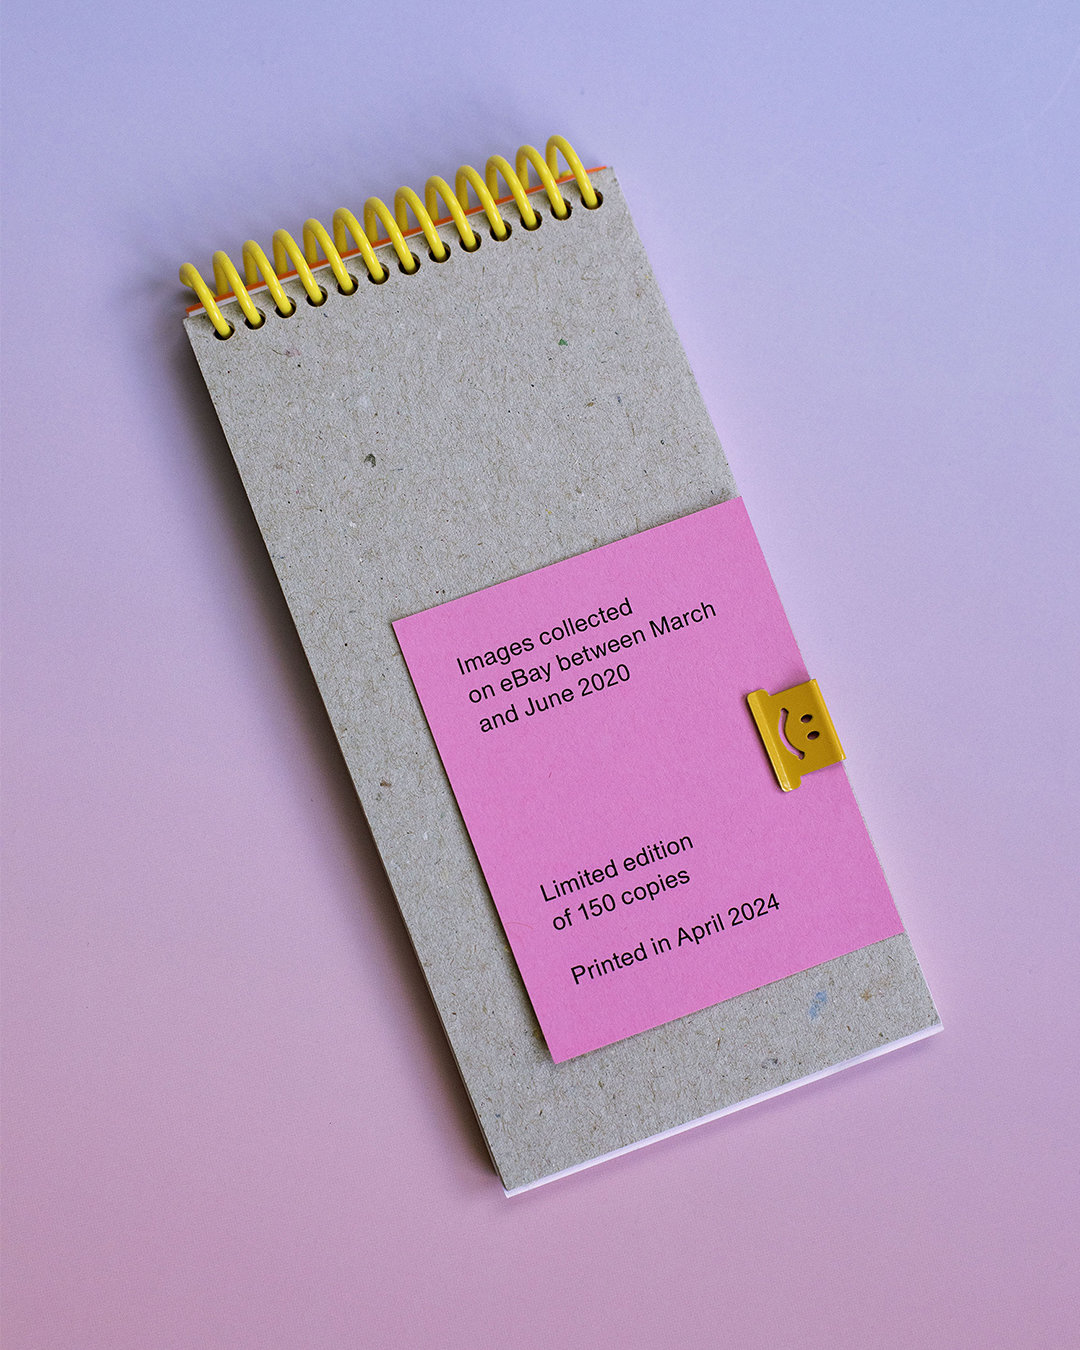 Images collected
on eBay between March
and June 2020
Limited edition
of 150 copies
Printed in April 2024